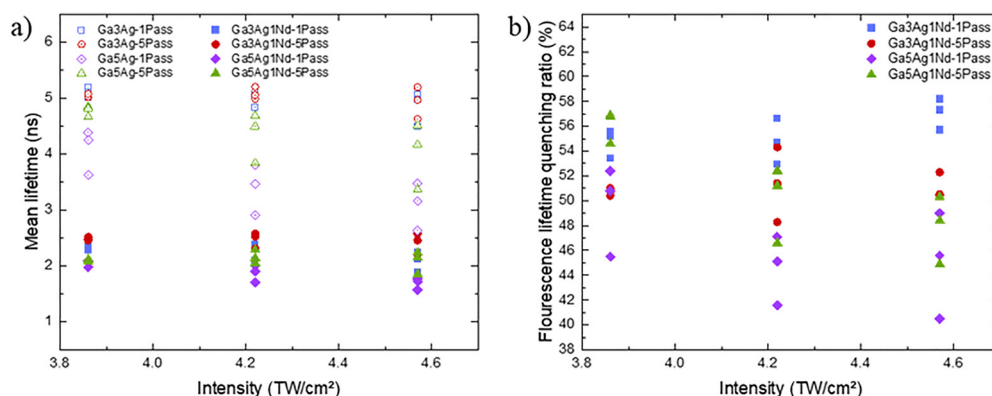 a)
Ga3Ag-1Pass Ga3Ag1Nd-1Pass
Ga3Ag-5Pass Ga3Ag1Nd-5Pass
Ga5Ag-1Pass Ga5Ag1Nd-1Pass
Ga5Ag-5Pass Ga5Ag1Nd-5Pass
Mean lifetime (ns)
6
5
4
3
2
1
3.8 4.0 4.2 4.4 4.6
Intensity (TW/cm²)
b)
Ga3Ag1Nd-1Pass
Ga3Ag1Nd-5Pass
Ga5Ag1Nd-1Pass
Ga5Ag1Nd-5Pass
Flourescence lifetime quenching ratio (%)
64
62
60
58
56
54
52
50
48
46
44
42
40
38
3.8 4.0 4.2 4.4 4.6
Intensity (TW/cm²)